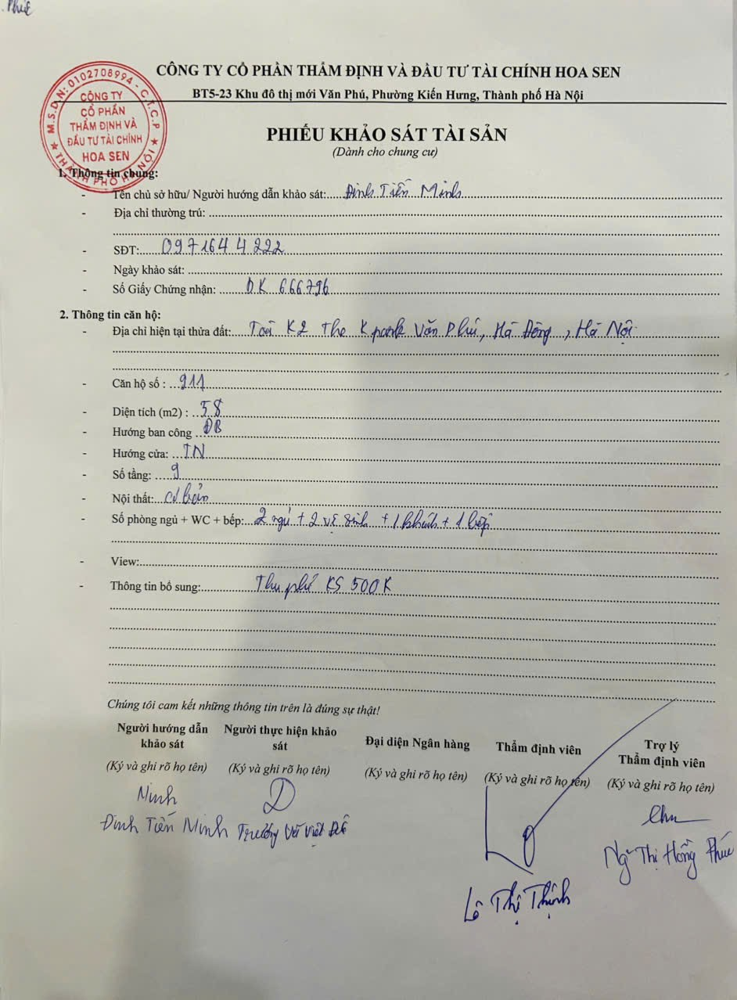 Phúc
CÔNG TY CỔ PHẦN THẨM ĐỊNH VÀ ĐẦU TƯ TÀI CHÍNH HOA SEN
BT5-23 Khu đô thị mới Văn Phú, Phường Kiến Hưng, Thành phố Hà Nội
M.S.D.N: 0102708994 - C.T.C.P
CÔNG TY
CỔ PHẦN
THẨM ĐỊNH VÀ
ĐẦU TƯ TÀI CHÍNH
HOA SEN
THÀNH PHỐ HÀ NỘI
PHIẾU KHẢO SÁT TÀI SẢN
(Dành cho chung cư)
1. Thông tin chung:
- Tên chủ sở hữu/ Người hướng dẫn khảo sát: Đinh Tiến Minh
- Địa chỉ thường trú:
- SĐT: 0971644222
- Ngày khảo sát:
- Số Giấy Chứng nhận: DK 666796
2. Thông tin căn hộ:
- Địa chỉ hiện tại thửa đất: Toà K2 The K park Văn Phú, Hà Đông, Hà Nội
- Căn hộ số : 911
- Diện tích (m2) : 58
- Hướng ban công ĐB
- Hướng cửa: TN
- Số tầng: 9
- Nội thất: cơ bản
- Số phòng ngủ + WC + bếp: 2 ngủ + 2 vệ sinh + 1 khách + 1 bếp
- View:
- Thông tin bổ sung: Thu phí KS 500K
Chúng tôi cam kết những thông tin trên là đúng sự thật!
Người hướng dẫn khảo sát
(Ký và ghi rõ họ tên)
Minh
Đinh Tiến Minh
Người thực hiện khảo sát
(Ký và ghi rõ họ tên)
Trương Việt
Đại diện Ngân hàng
(Ký và ghi rõ họ tên)
Thẩm định viên
(Ký và ghi rõ họ tên)
Lô Thị Thịnh
Trợ lý
Thẩm định viên
(Ký và ghi rõ họ tên)
Ng Thị Hồng Phúc